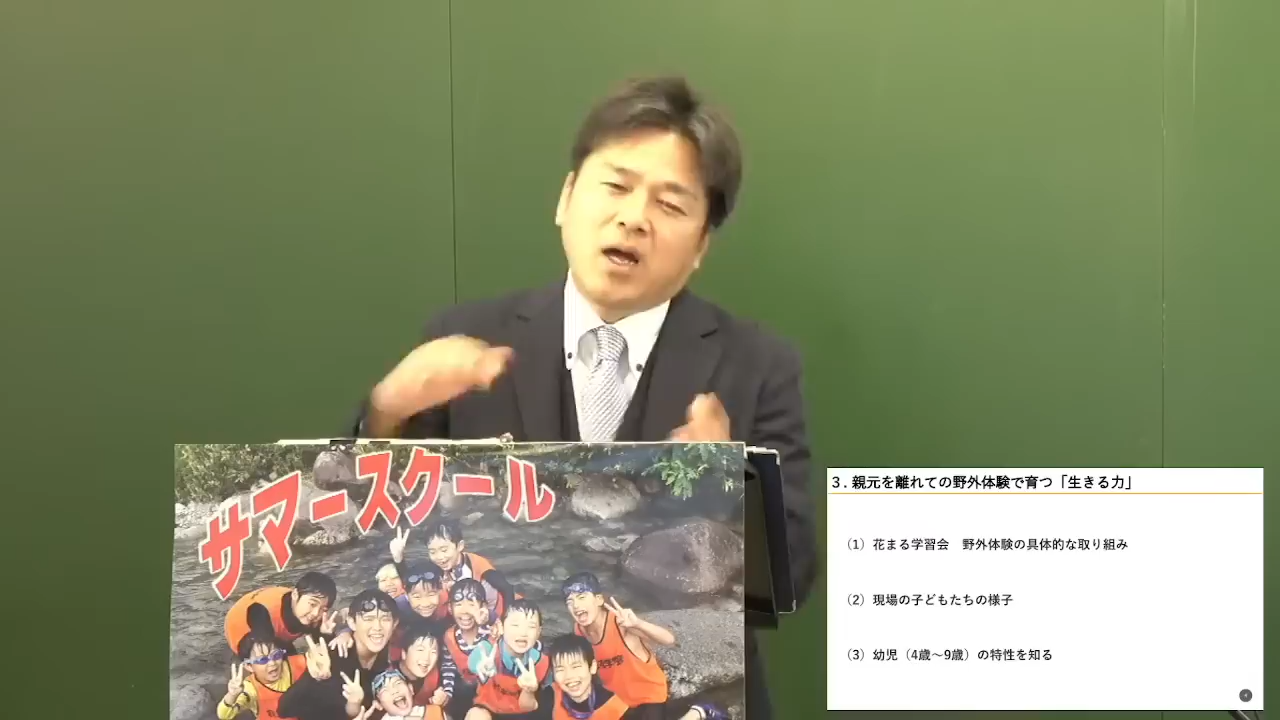 サマースクール
3. 親元を離れての野外体験で育つ「生きる力」
（1）花まる学習会　野外体験の具体的な取り組み
（2）現場の子どもたちの様子
（3）幼児（4歳〜9歳）の特性を知る